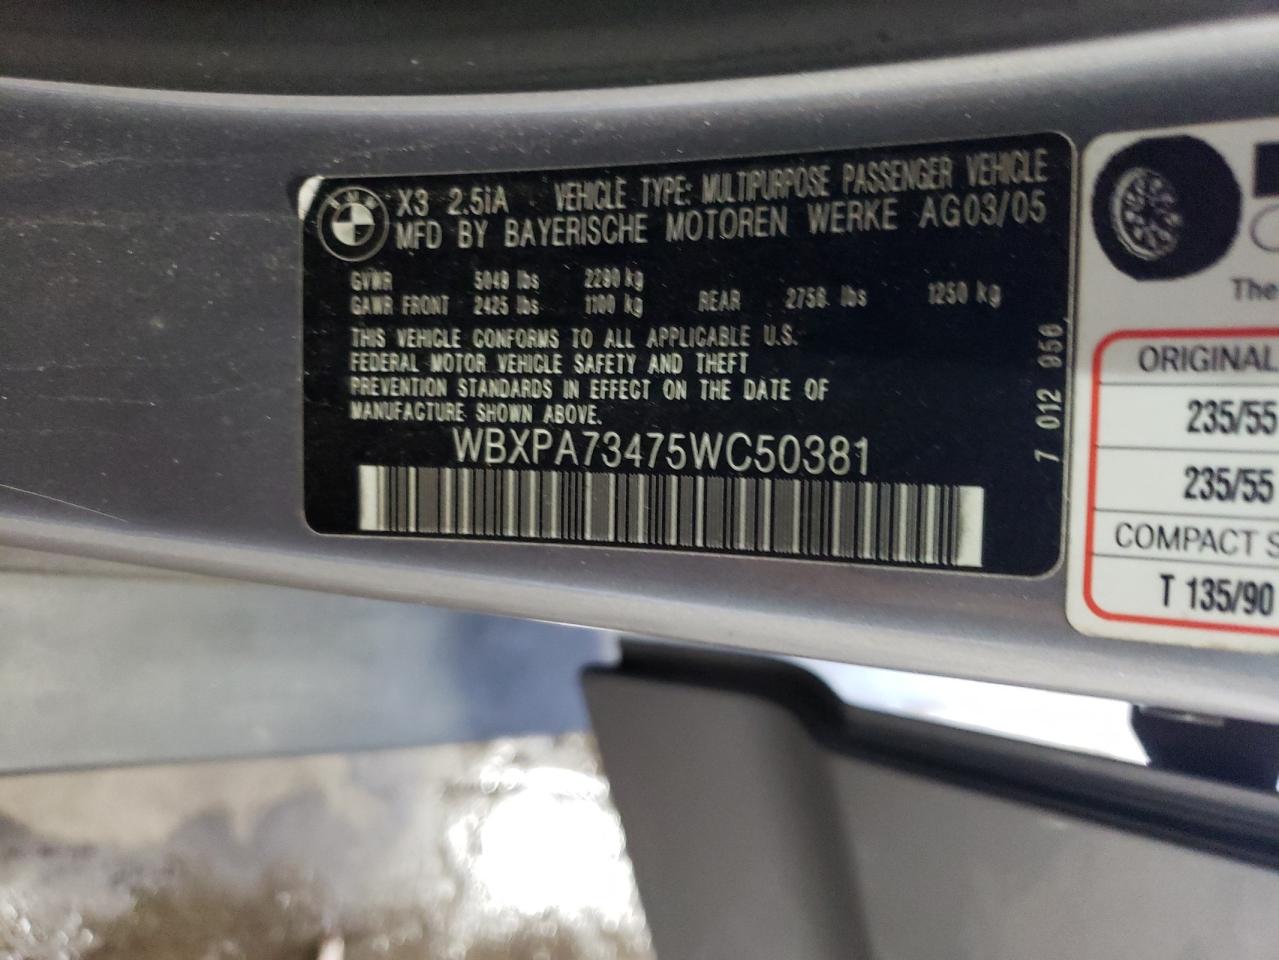 BMW
X3 2.5iA VEHICLE TYPE: MULTIPURPOSE PASSENGER VEHICLE
MFD BY BAYERISCHE MOTOREN WERKE AG03/05
GVWR 5049 lbs 2290 kg
GAWR FRONT 2425 lbs 1100 kg REAR 2756 lbs 1250 kg
THIS VEHICLE CONFORMS TO ALL APPLICABLE U.S.
FEDERAL MOTOR VEHICLE SAFETY AND THEFT
PREVENTION STANDARDS IN EFFECT ON THE DATE OF
MANUFACTURE SHOWN ABOVE.
WBXPA73475WC50381
7 012 956
The
ORIGINAL
235/55
235/55
COMPACT S
T 135/90